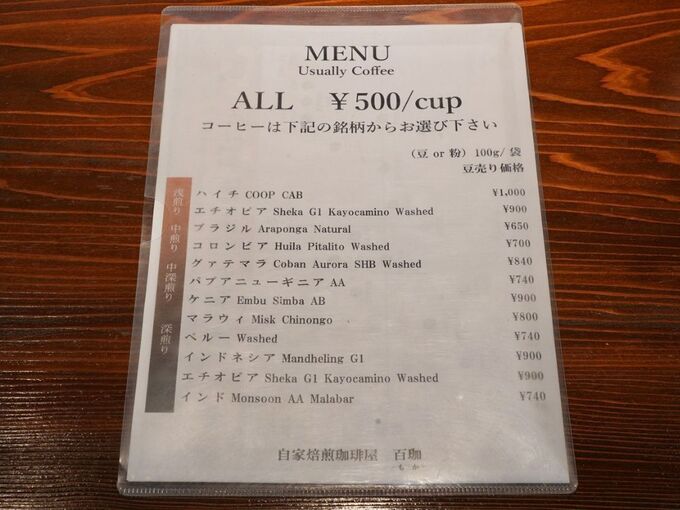 MENU
Usually Coffee
ALL ￥500/cup
コーヒーは下記の銘柄からお選び下さい
（豆 or 粉）100g/ 袋
豆売り価格
浅煎り
ハイチ COOP CAB ¥1,000
エチオピア Sheka G1 Kayocamino Washed ¥900
ブラジル Araponga Natural ¥650
中煎り
コロンビア Huila Pitalito Washed ¥700
グァテマラ Coban Aurora SHB Washed ¥840
中深煎り
パプアニューギニア AA ¥740
ケニア Embu Simba AB ¥900
マラウィ Misk Chinongo ¥800
深煎り
ペルー Washed ¥740
インドネシア Mandheling G1 ¥900
エチオピア Sheka G1 Kayocamino Washed ¥900
インド Monsoon AA Malabar ¥740
自家焙煎珈琲屋 百珈
もか